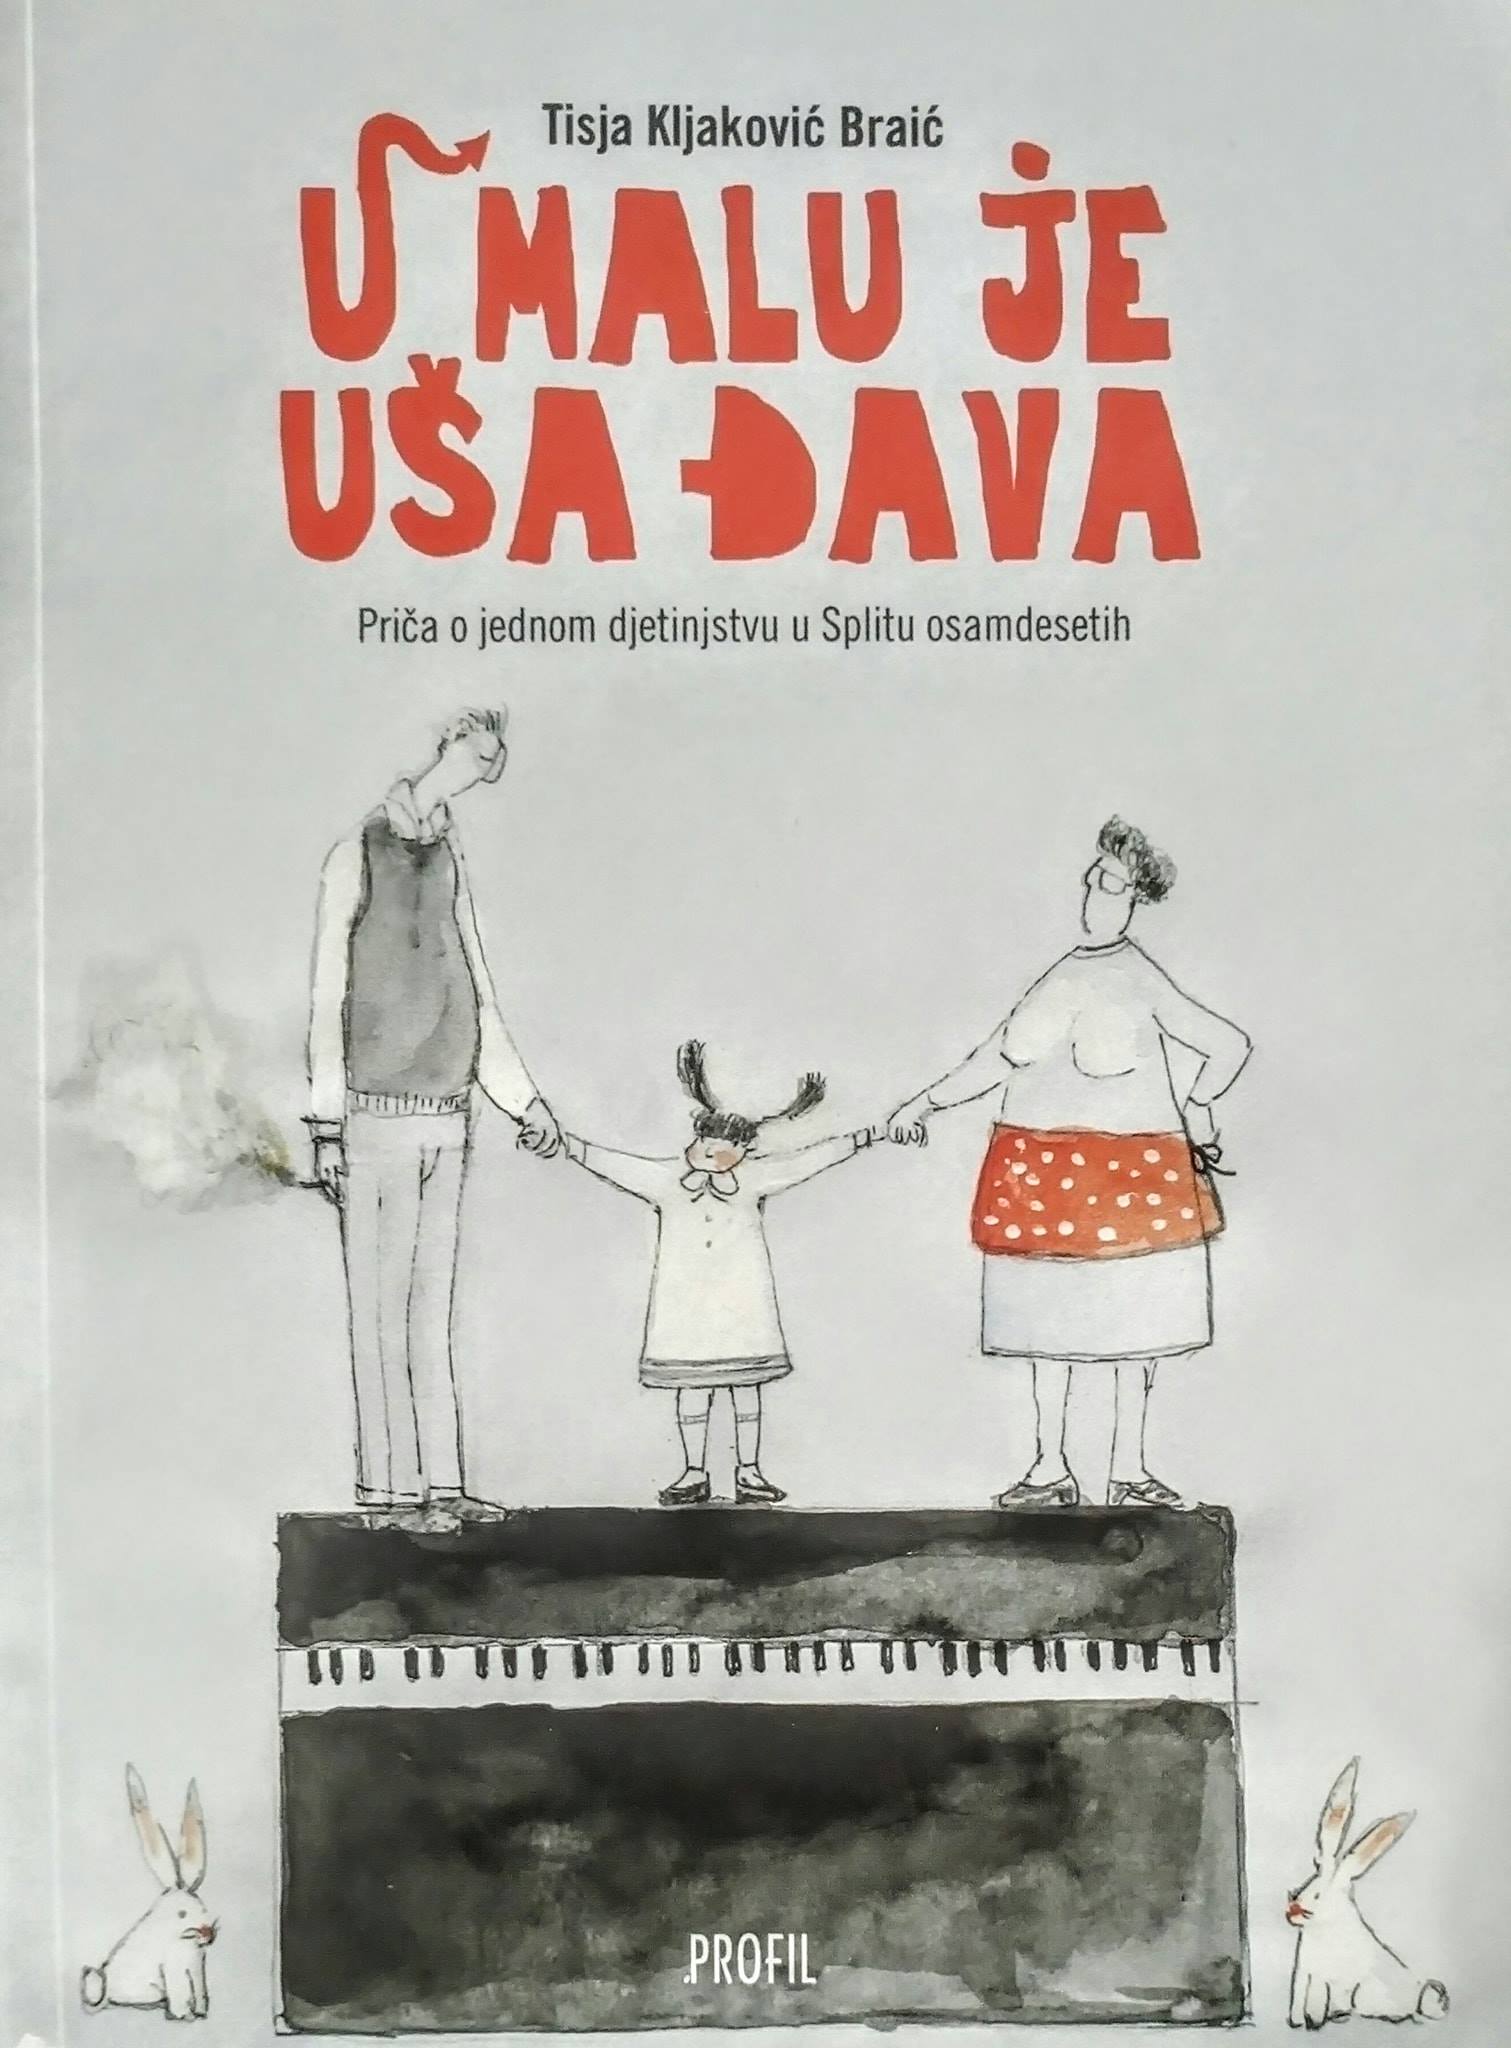 Tisja Kljaković Braić
U MALU JE
UŠA ĐAVA
Priča o jednom djetinjstvu u Splitu osamdesetih
.PROFIL